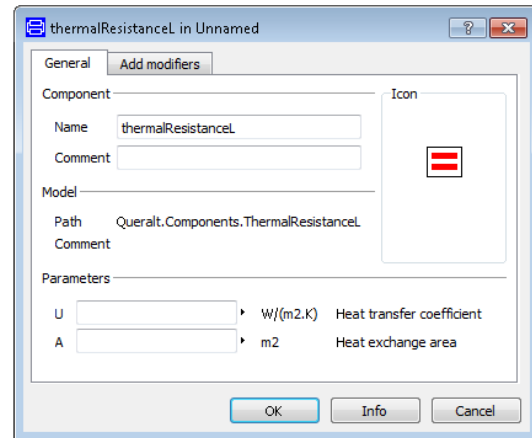 thermalResistanceL in Unnamed
?
General
Add modifiers
Component
Icon
Name
thermalResistanceL
Comment
Model
Path
Queralt.Components.ThermalResistanceL
Comment
Parameters
U
W/(m2.K)
Heat transfer coefficient
A
m2
Heat exchange area
OK
Info
Cancel